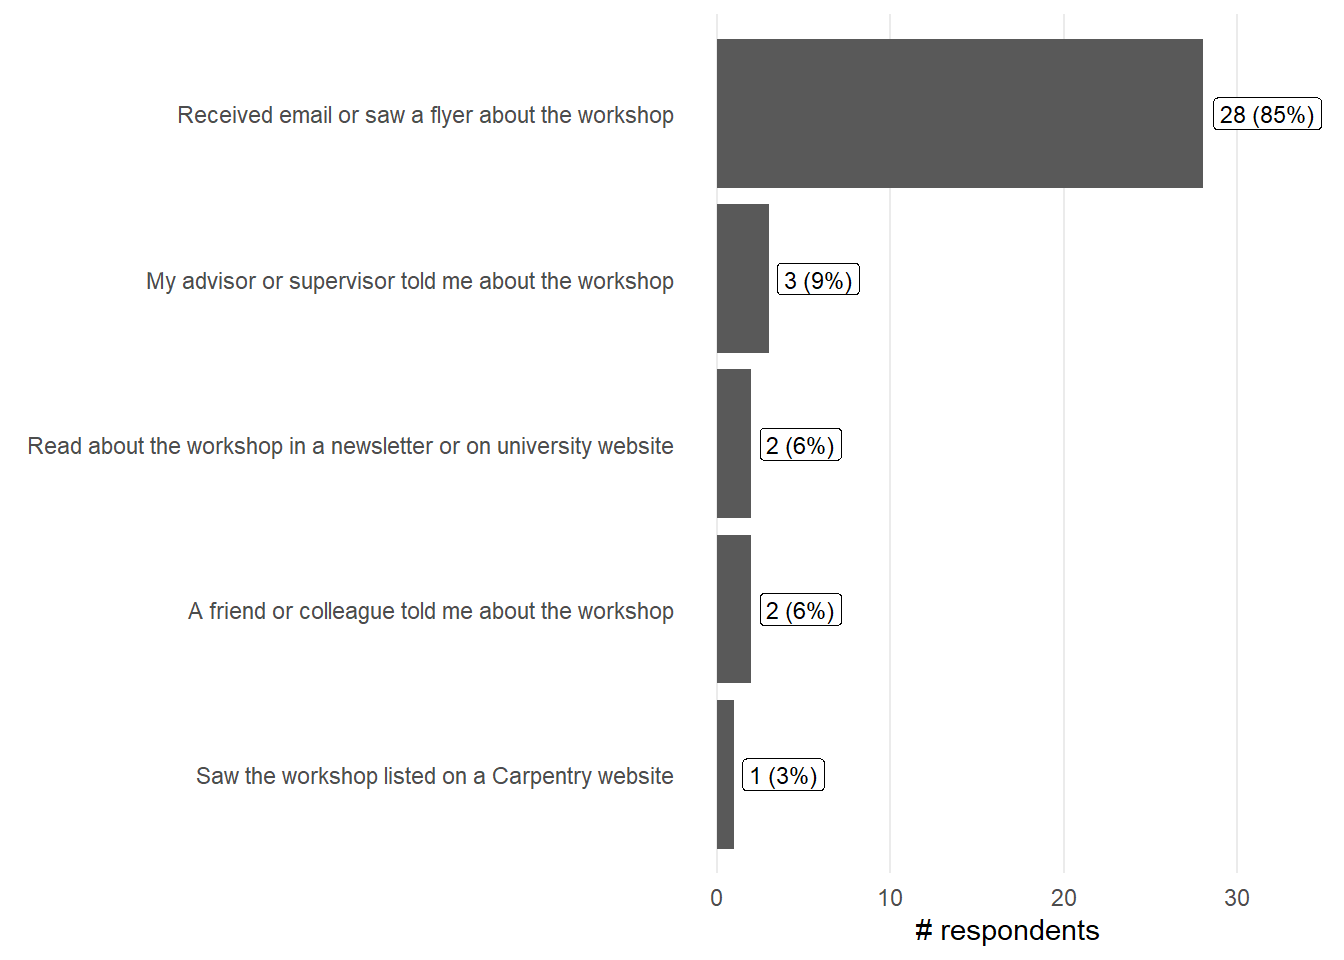 Received email or saw a flyer about the workshop
28 (85%)
My advisor or supervisor told me about the workshop
3 (9%)
Read about the workshop in a newsletter or on university website
2 (6%)
A friend or colleague told me about the workshop
2 (6%)
Saw the workshop listed on a Carpentry website
1 (3%)
0 10 20 30
# respondents